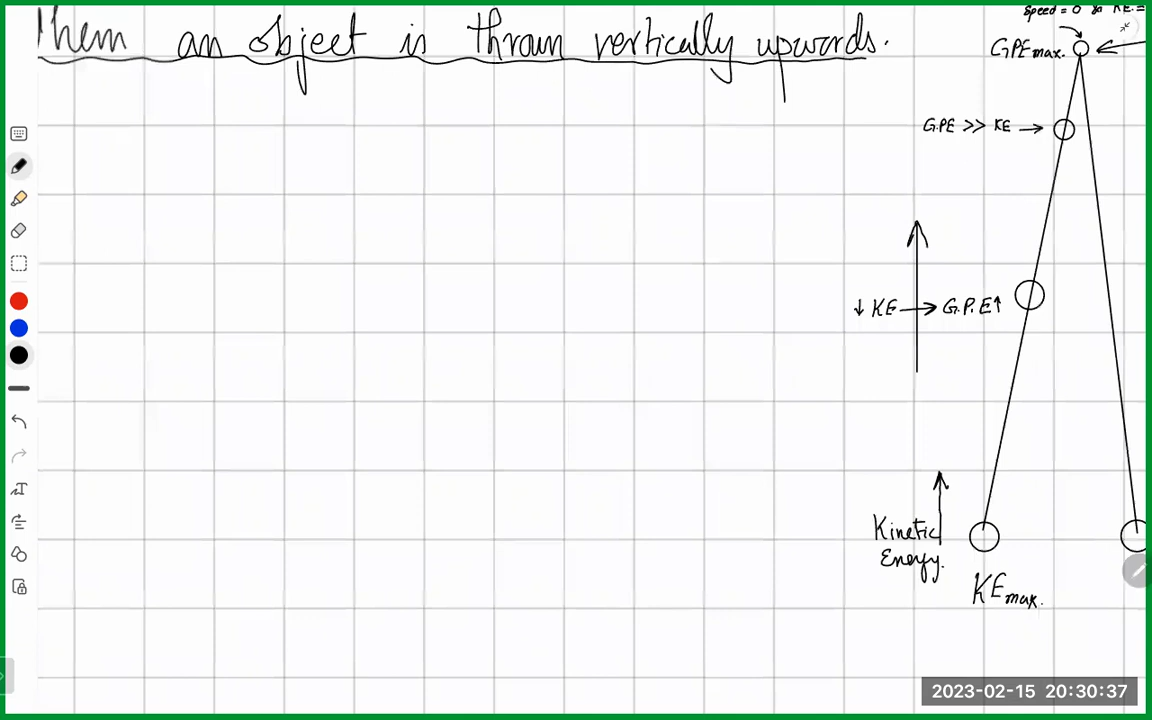 Speed = 0 so KE =
Them an object is thrown vertically upwards.
GPEmax.
G.PE >> KE →
↓ KE → G.P.E↑
Kinetic
Energy.
KEmax.
2023-02-15 20:30:37